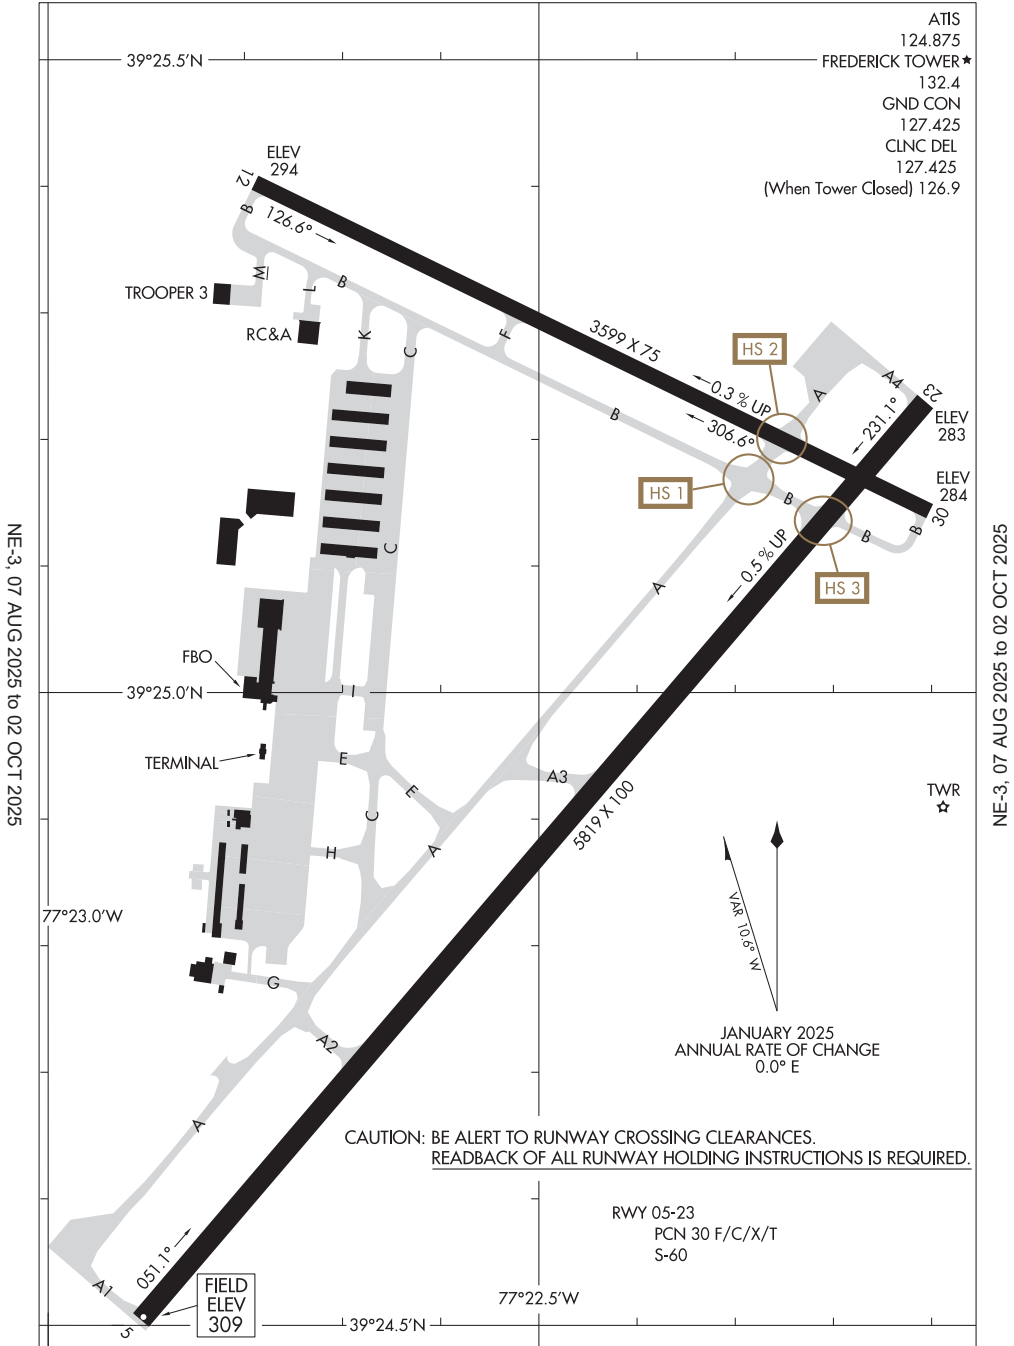 ATIS
124.875
39°25.5'N
FREDERICK TOWER★
132.4
GND CON
127.425
CLNC DEL
127.425
(When Tower Closed) 126.9
ELEV
294
12
B
126.6°
M
L
B
TROOPER 3
RC&A
K
C
F
3599 X 75
HS 2
A
A4
23
0.3 % UP
306.6°
231.1°
ELEV
283
B
ELEV
284
HS 1
B
B
B
30
HS 3
0.5 % UP
C
A
FBO
39°25.0'N
I
TERMINAL
E
E
A3
5819 X 100
TWR
C
H
A
77°23.0'W
VAR 10.6° W
G
A2
JANUARY 2025
ANNUAL RATE OF CHANGE
0.0° E
A
CAUTION: BE ALERT TO RUNWAY CROSSING CLEARANCES.
READBACK OF ALL RUNWAY HOLDING INSTRUCTIONS IS REQUIRED.
RWY 05-23
PCN 30 F/C/X/T
S-60
051.1°
A1
5
FIELD
ELEV
309
77°22.5'W
39°24.5'N
NE-3, 07 AUG 2025 to 02 OCT 2025
NE-3, 07 AUG 2025 to 02 OCT 2025